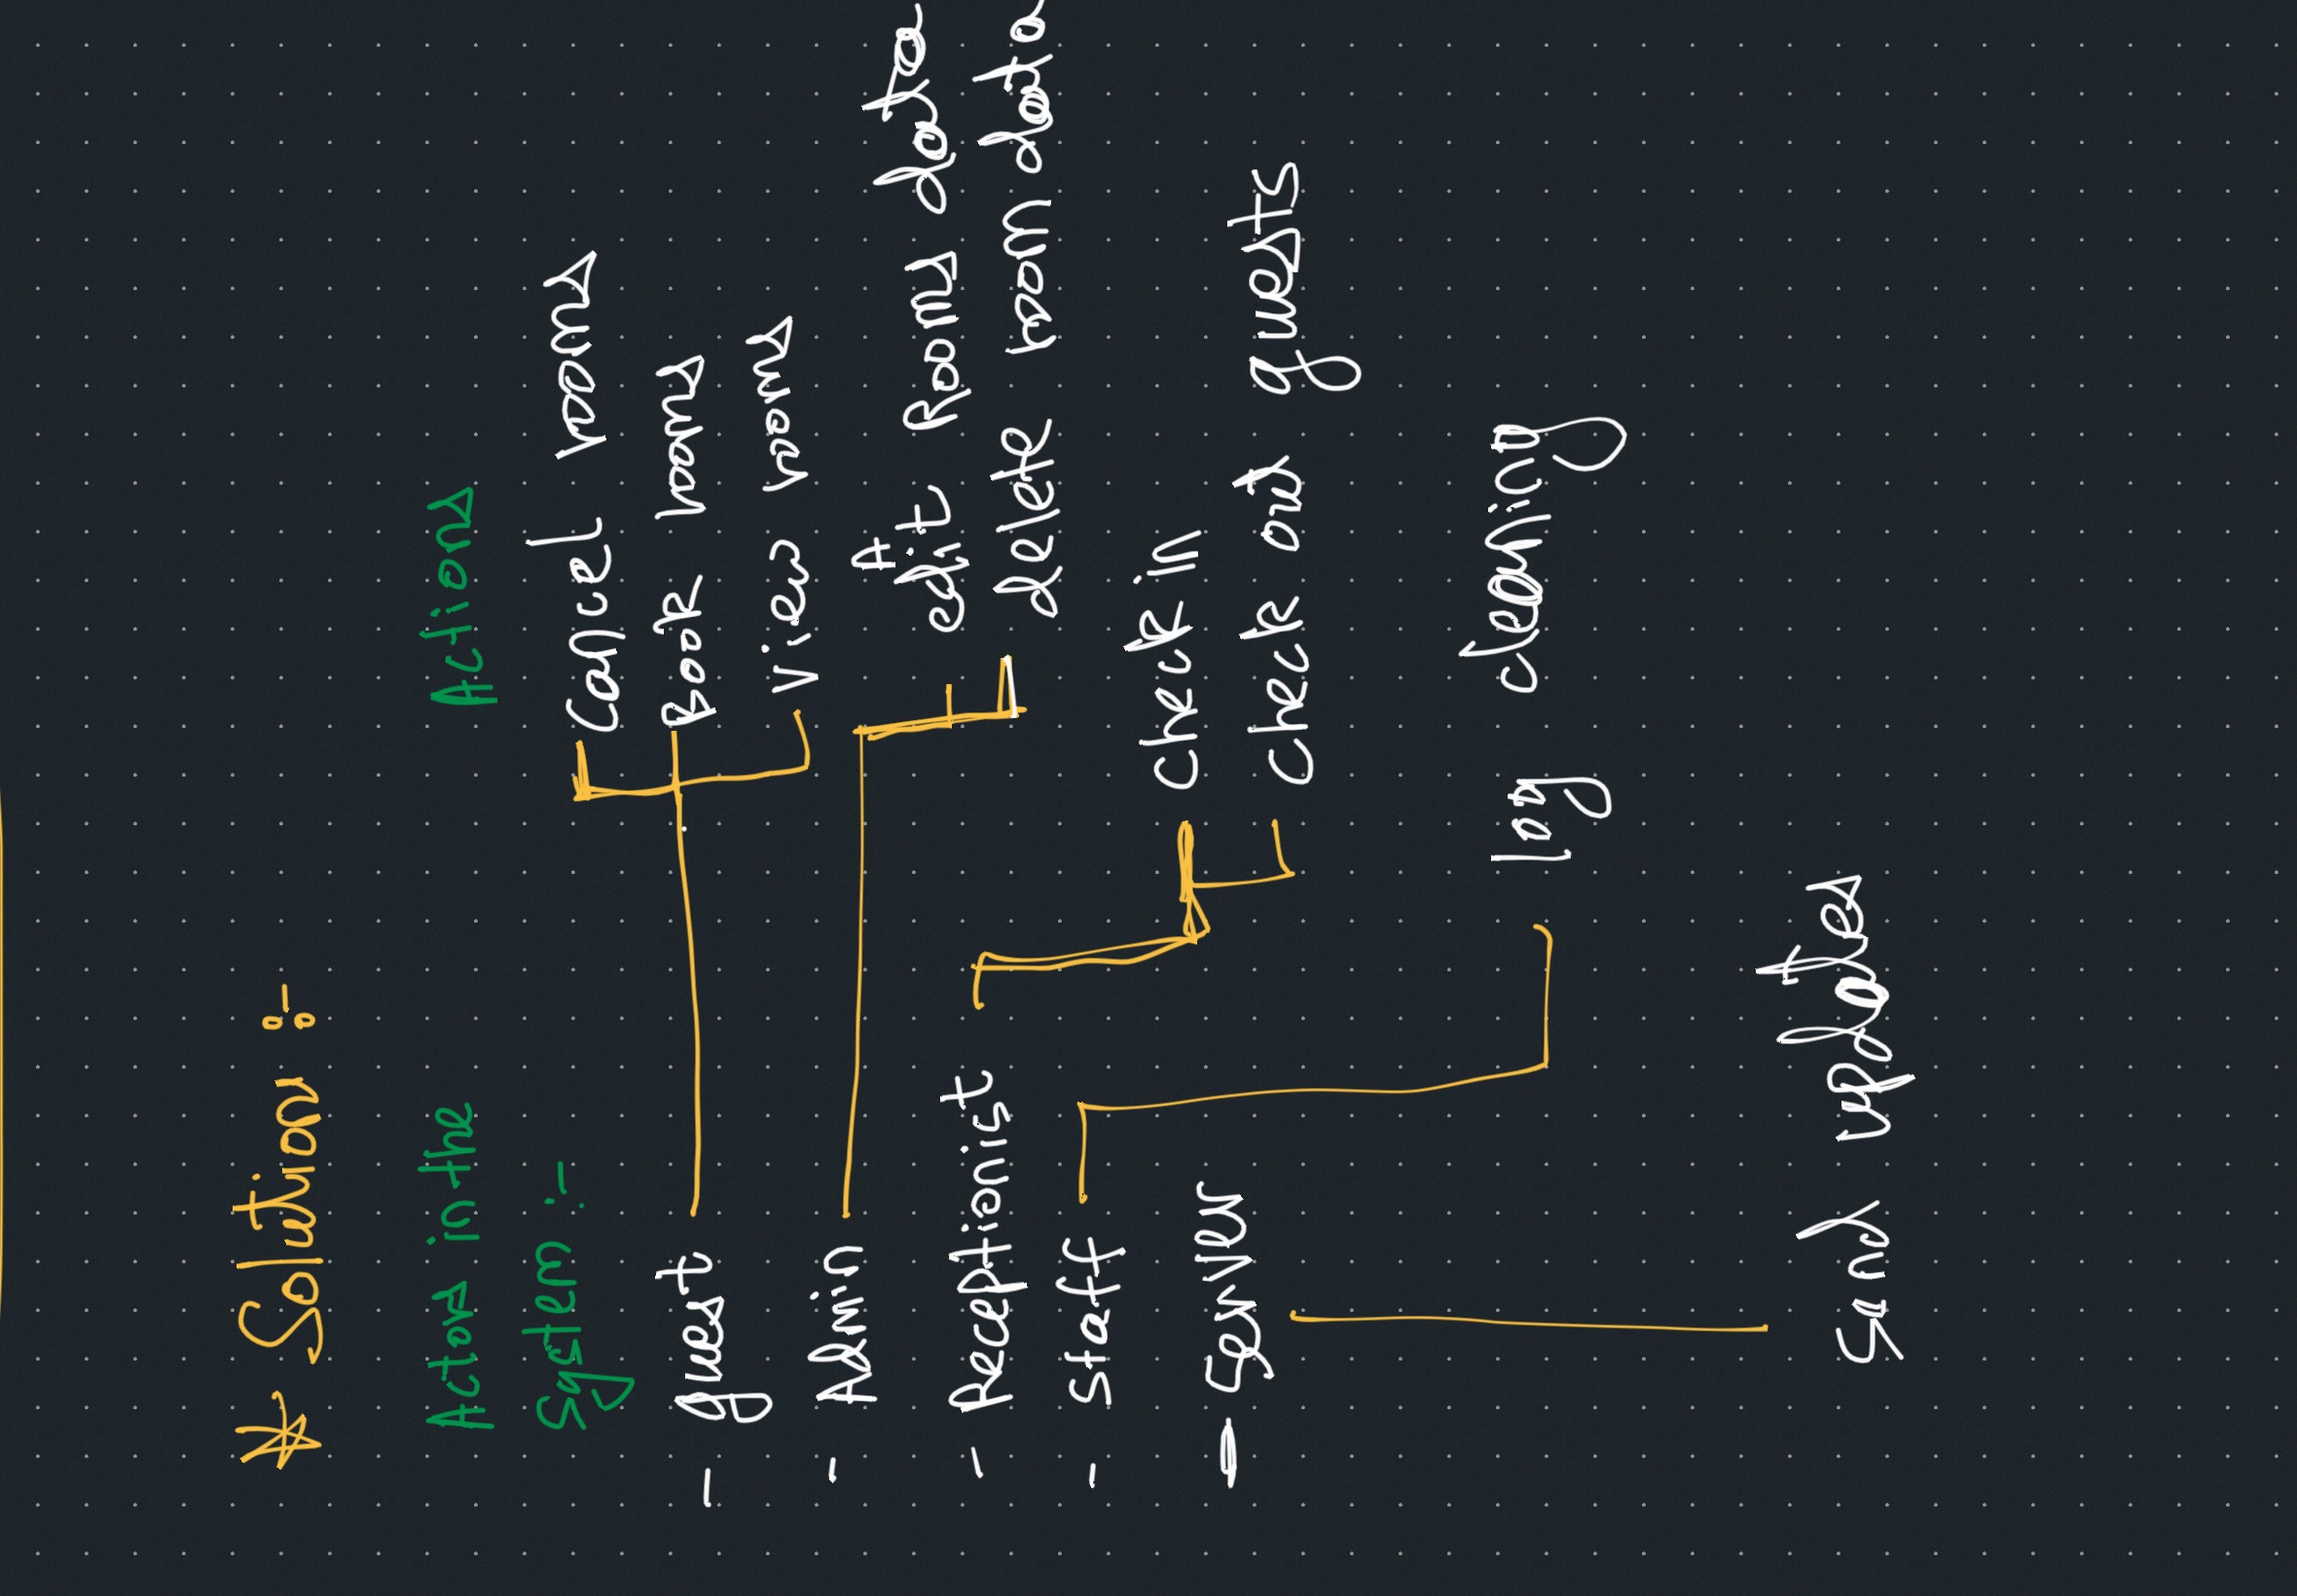 * Solution :-
Actors in the
System :-
Actions
- guest
Cancel rooms
Book rooms
View rooms
- Admin
A
edit Rooms data
delete room data
- Receptionist
check in
check out guests
- Staff
log cleaning
- Server
Send updates